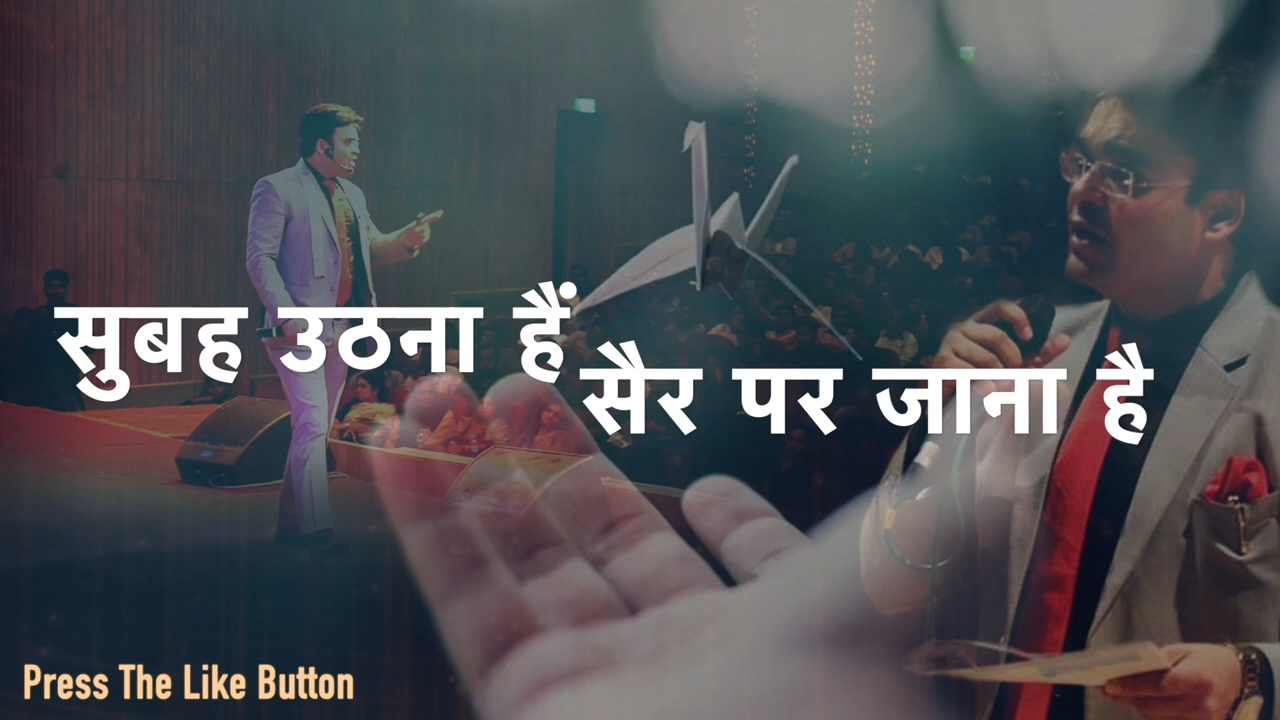 सुबह उठना हैं
सैर पर जाना है
Press The Like Button